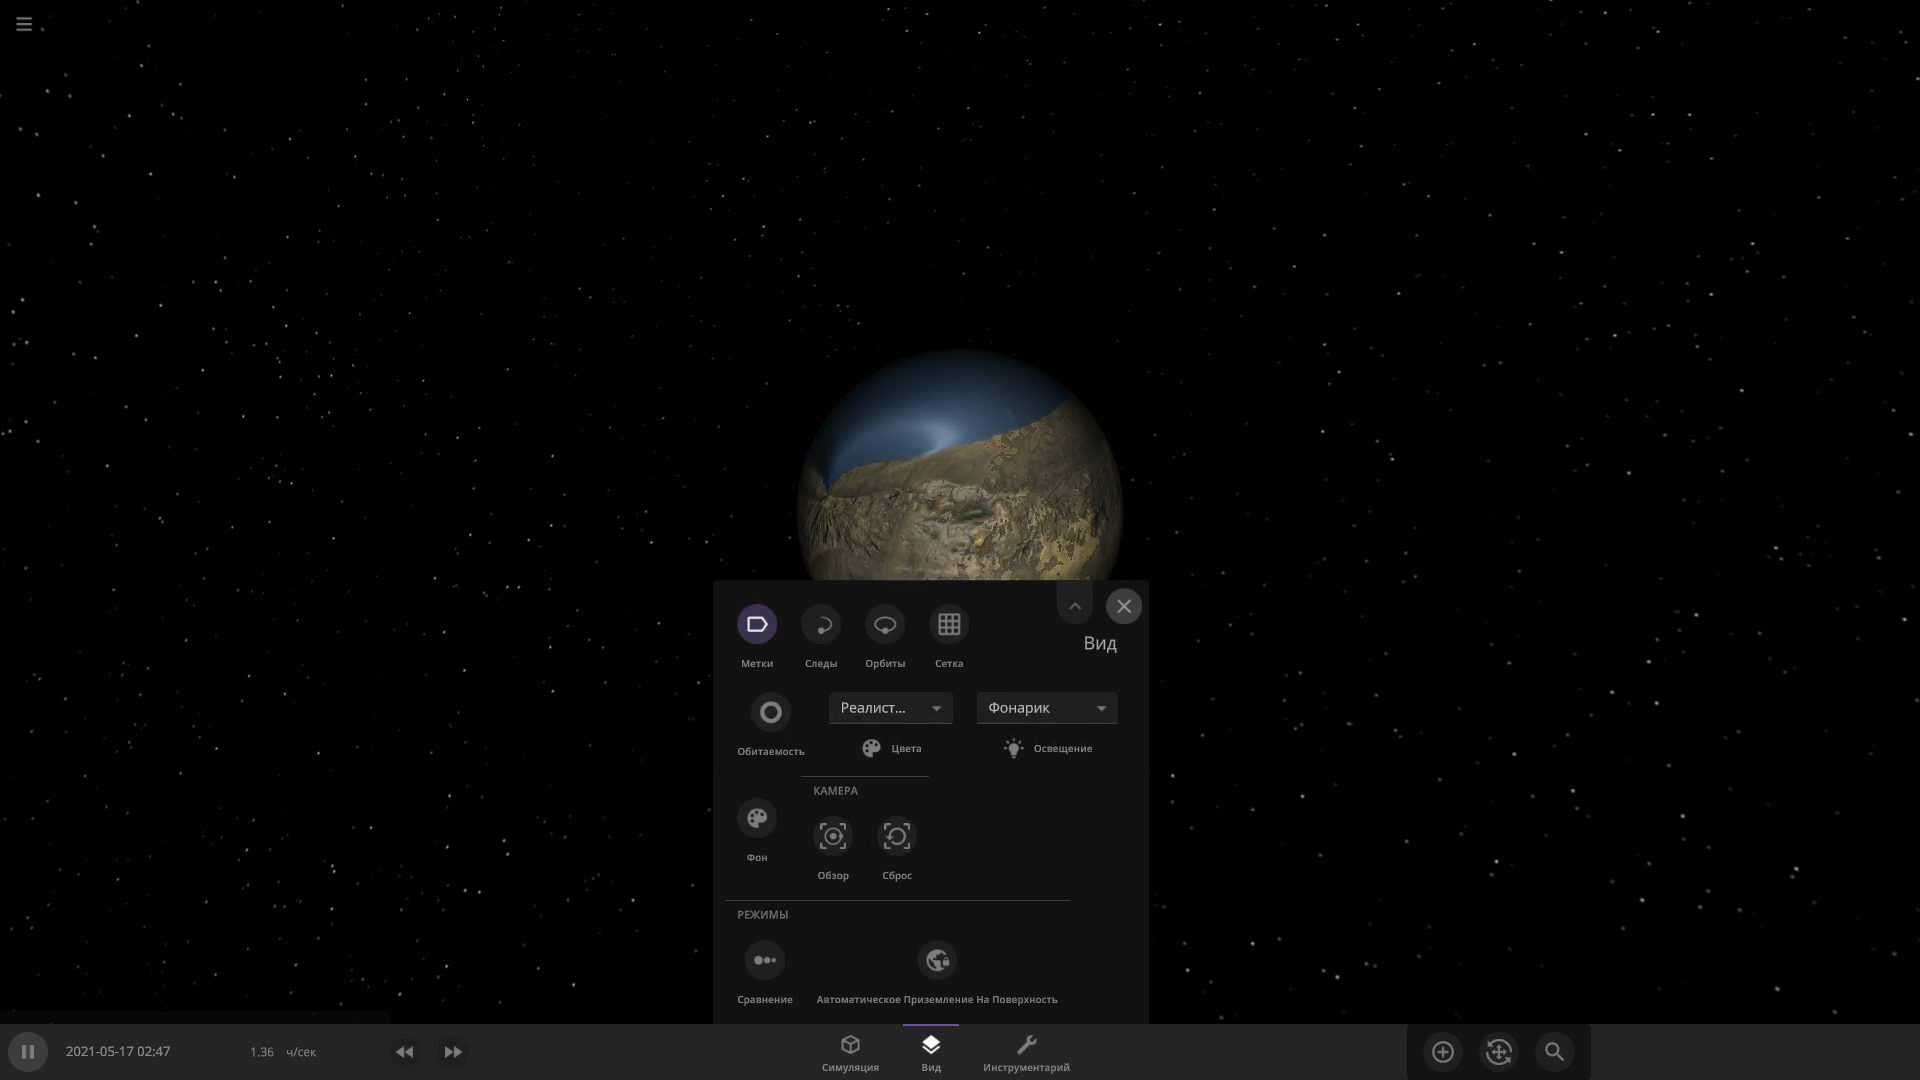 Вид
Метки
Следы
Орбиты
Сетка
Реалист...
Фонарик
Обитаемость
Цвета
Освещение
КАМЕРА
Фон
Обзор
Сброс
РЕЖИМЫ
Сравнение
Автоматическое Приземление На Поверхность
2021-05-17 02:47
1.36 ч/сек
Симуляция
Вид
Инструментарий